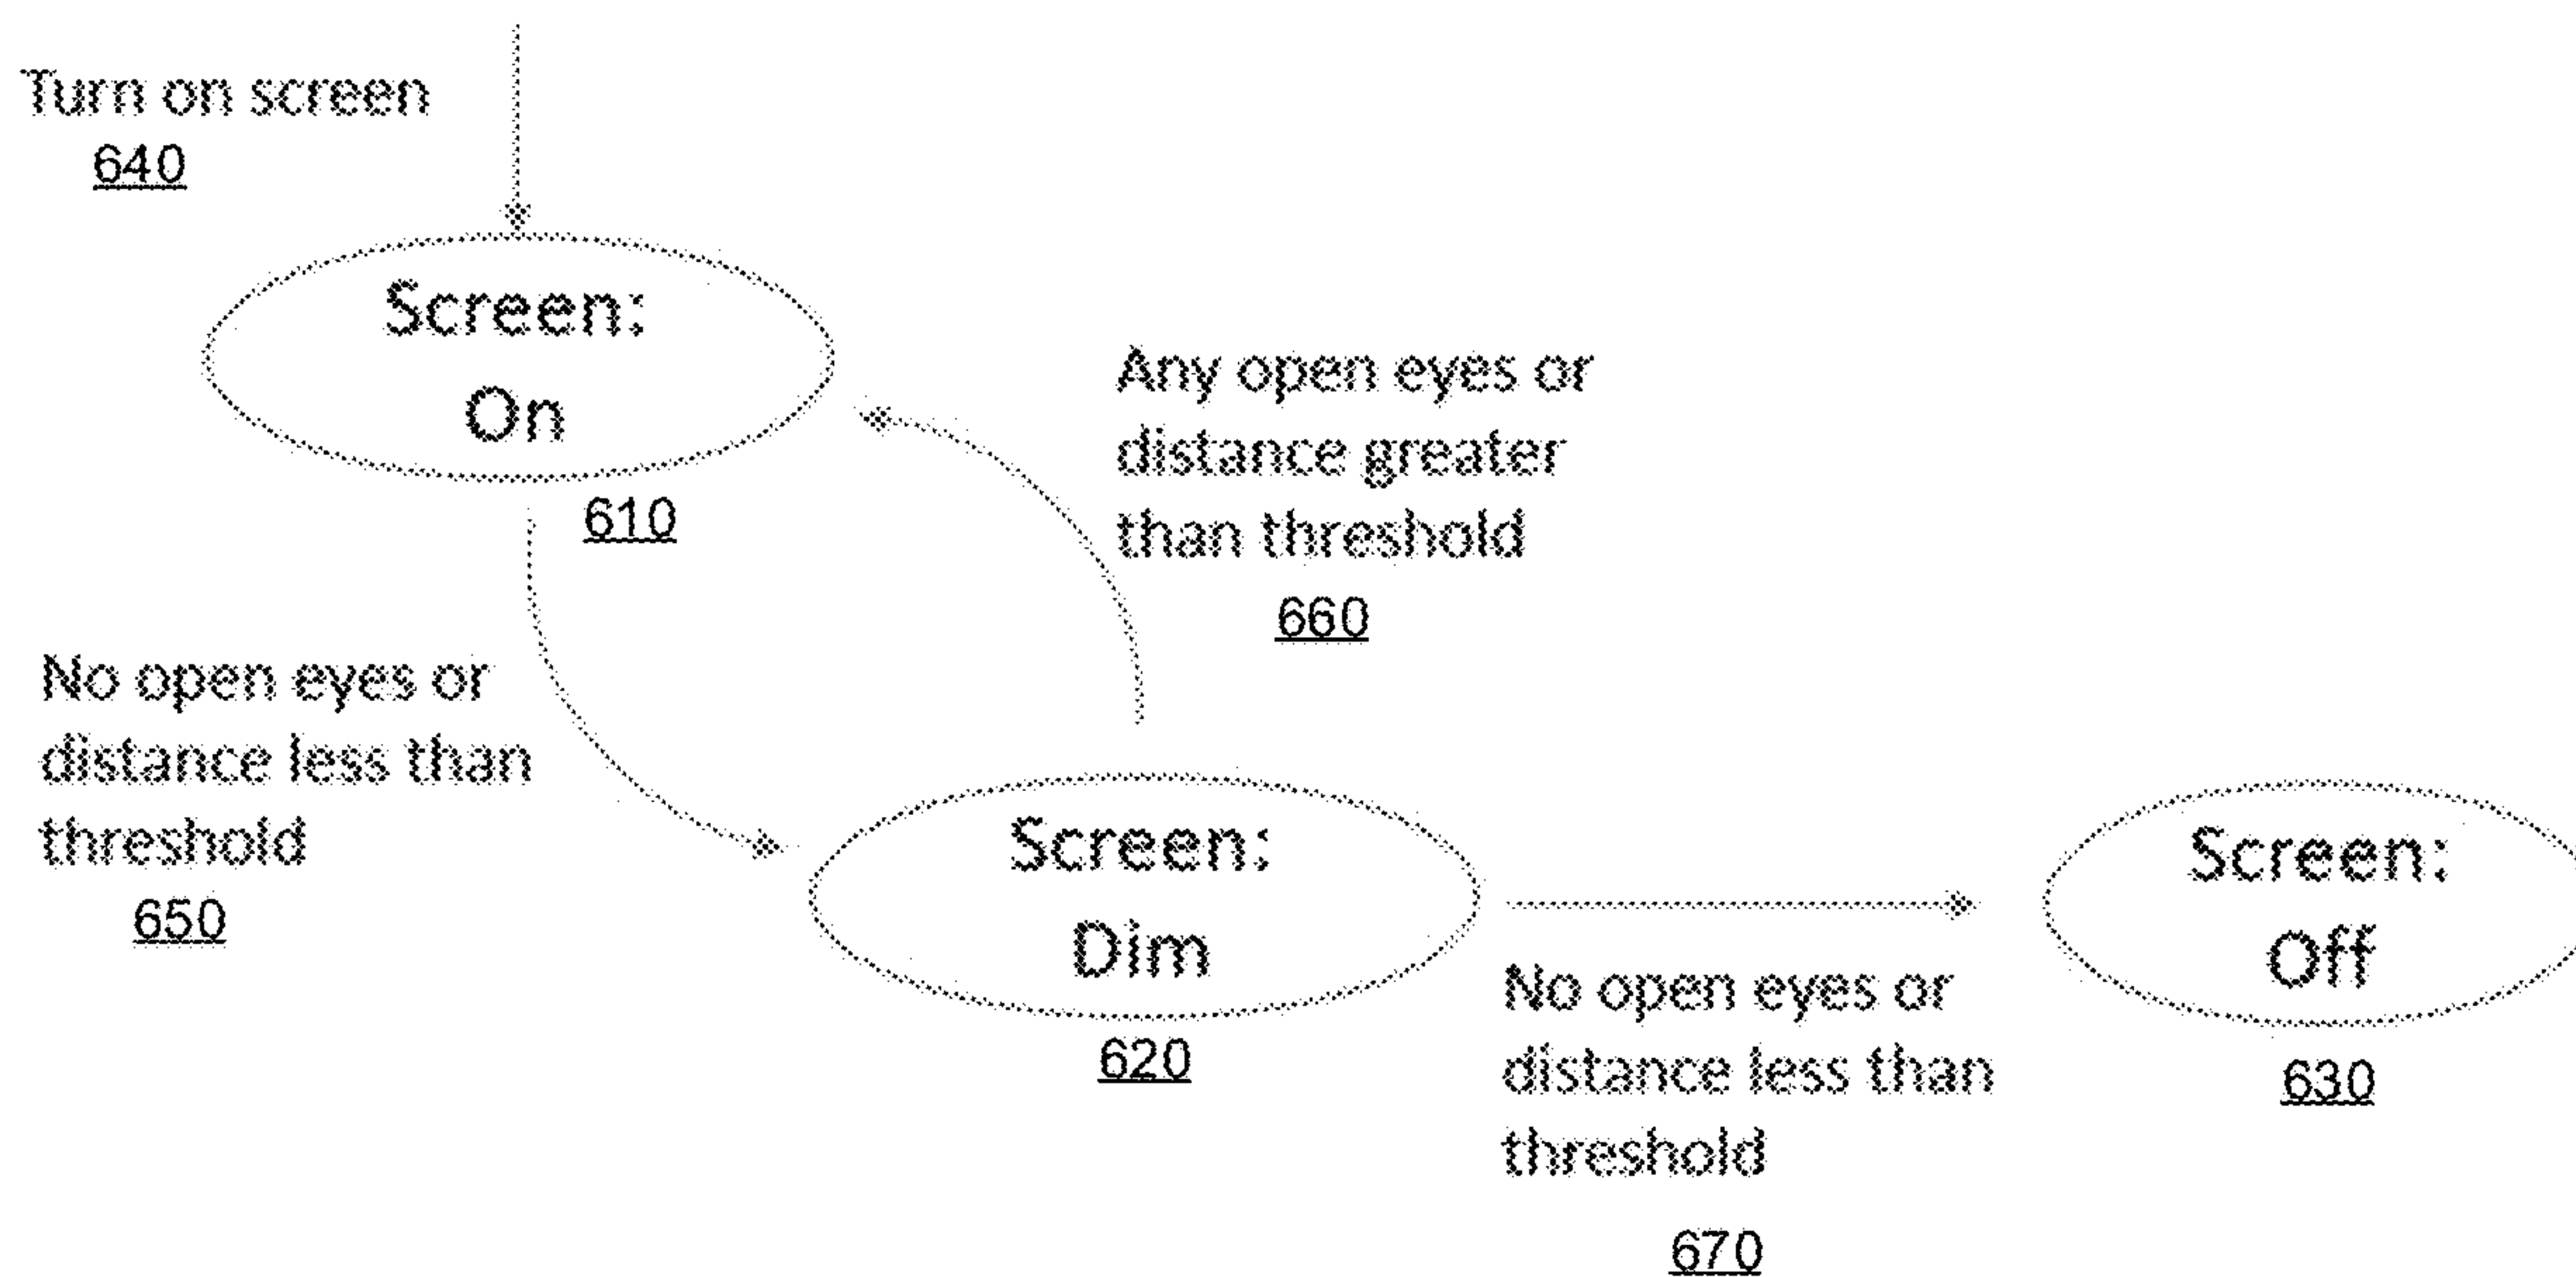 Turn on screen
640
Screen:
On
610
Any open eyes or
distance greater
than threshold
660
No open eyes or
distance less than
threshold
650
Screen:
Dim
620
No open eyes or
distance less than
threshold
670
Screen:
Off
630